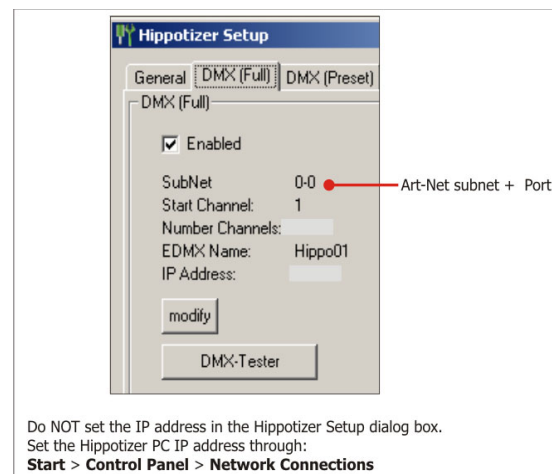 Hippotizer Setup
General DMX (Full) DMX (Preset)
DMX (Full)
Enabled
SubNet 0-0 Art-Net subnet + Port
Start Channel: 1
Number Channels:
EDMX Name: Hippo01
IP Address:
modify
DMX-Tester
Do NOT set the IP address in the Hippotizer Setup dialog box.
Set the Hippotizer PC IP address through:
Start > Control Panel > Network Connections